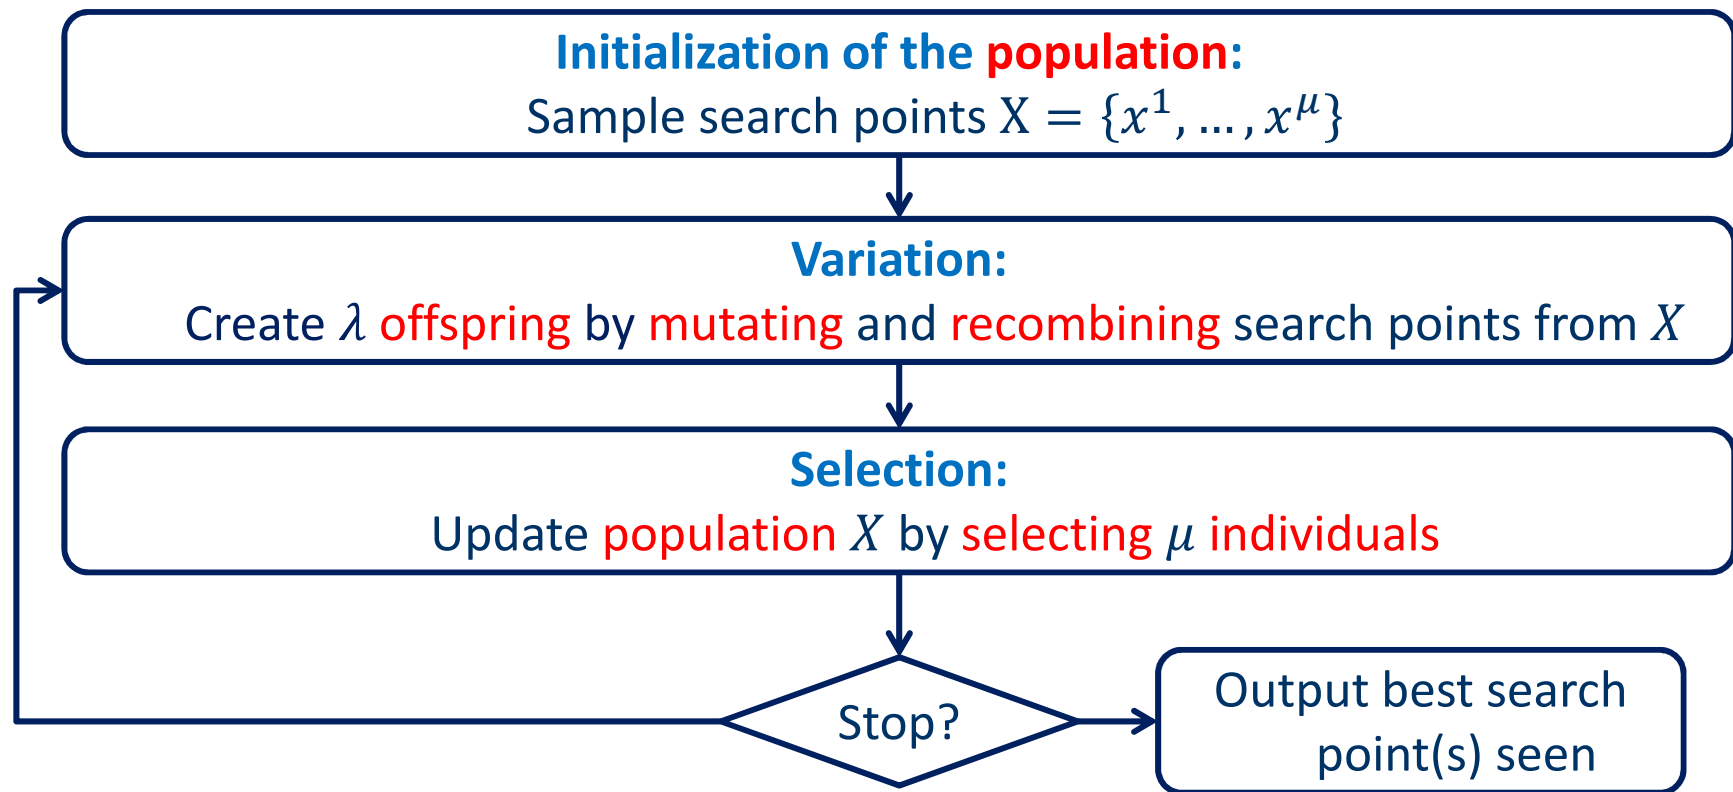 Initialization of the population:
Sample search points X = {x¹, … , x^μ}
Variation:
Create λ offspring by mutating and recombining search points from X
Selection:
Update population X by selecting μ individuals
Stop?
Output best search
point(s) seen